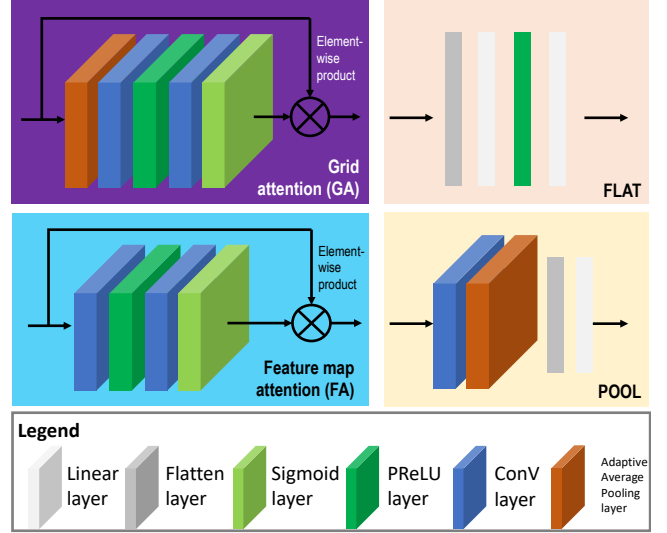 Element-
wise
product
Grid
attention (GA)
FLAT
Element-
wise
product
Feature map
attention (FA)
POOL
Legend
Linear
layer
Flatten
layer
Sigmoid
layer
PReLU
layer
ConV
layer
Adaptive
Average
Pooling
layer